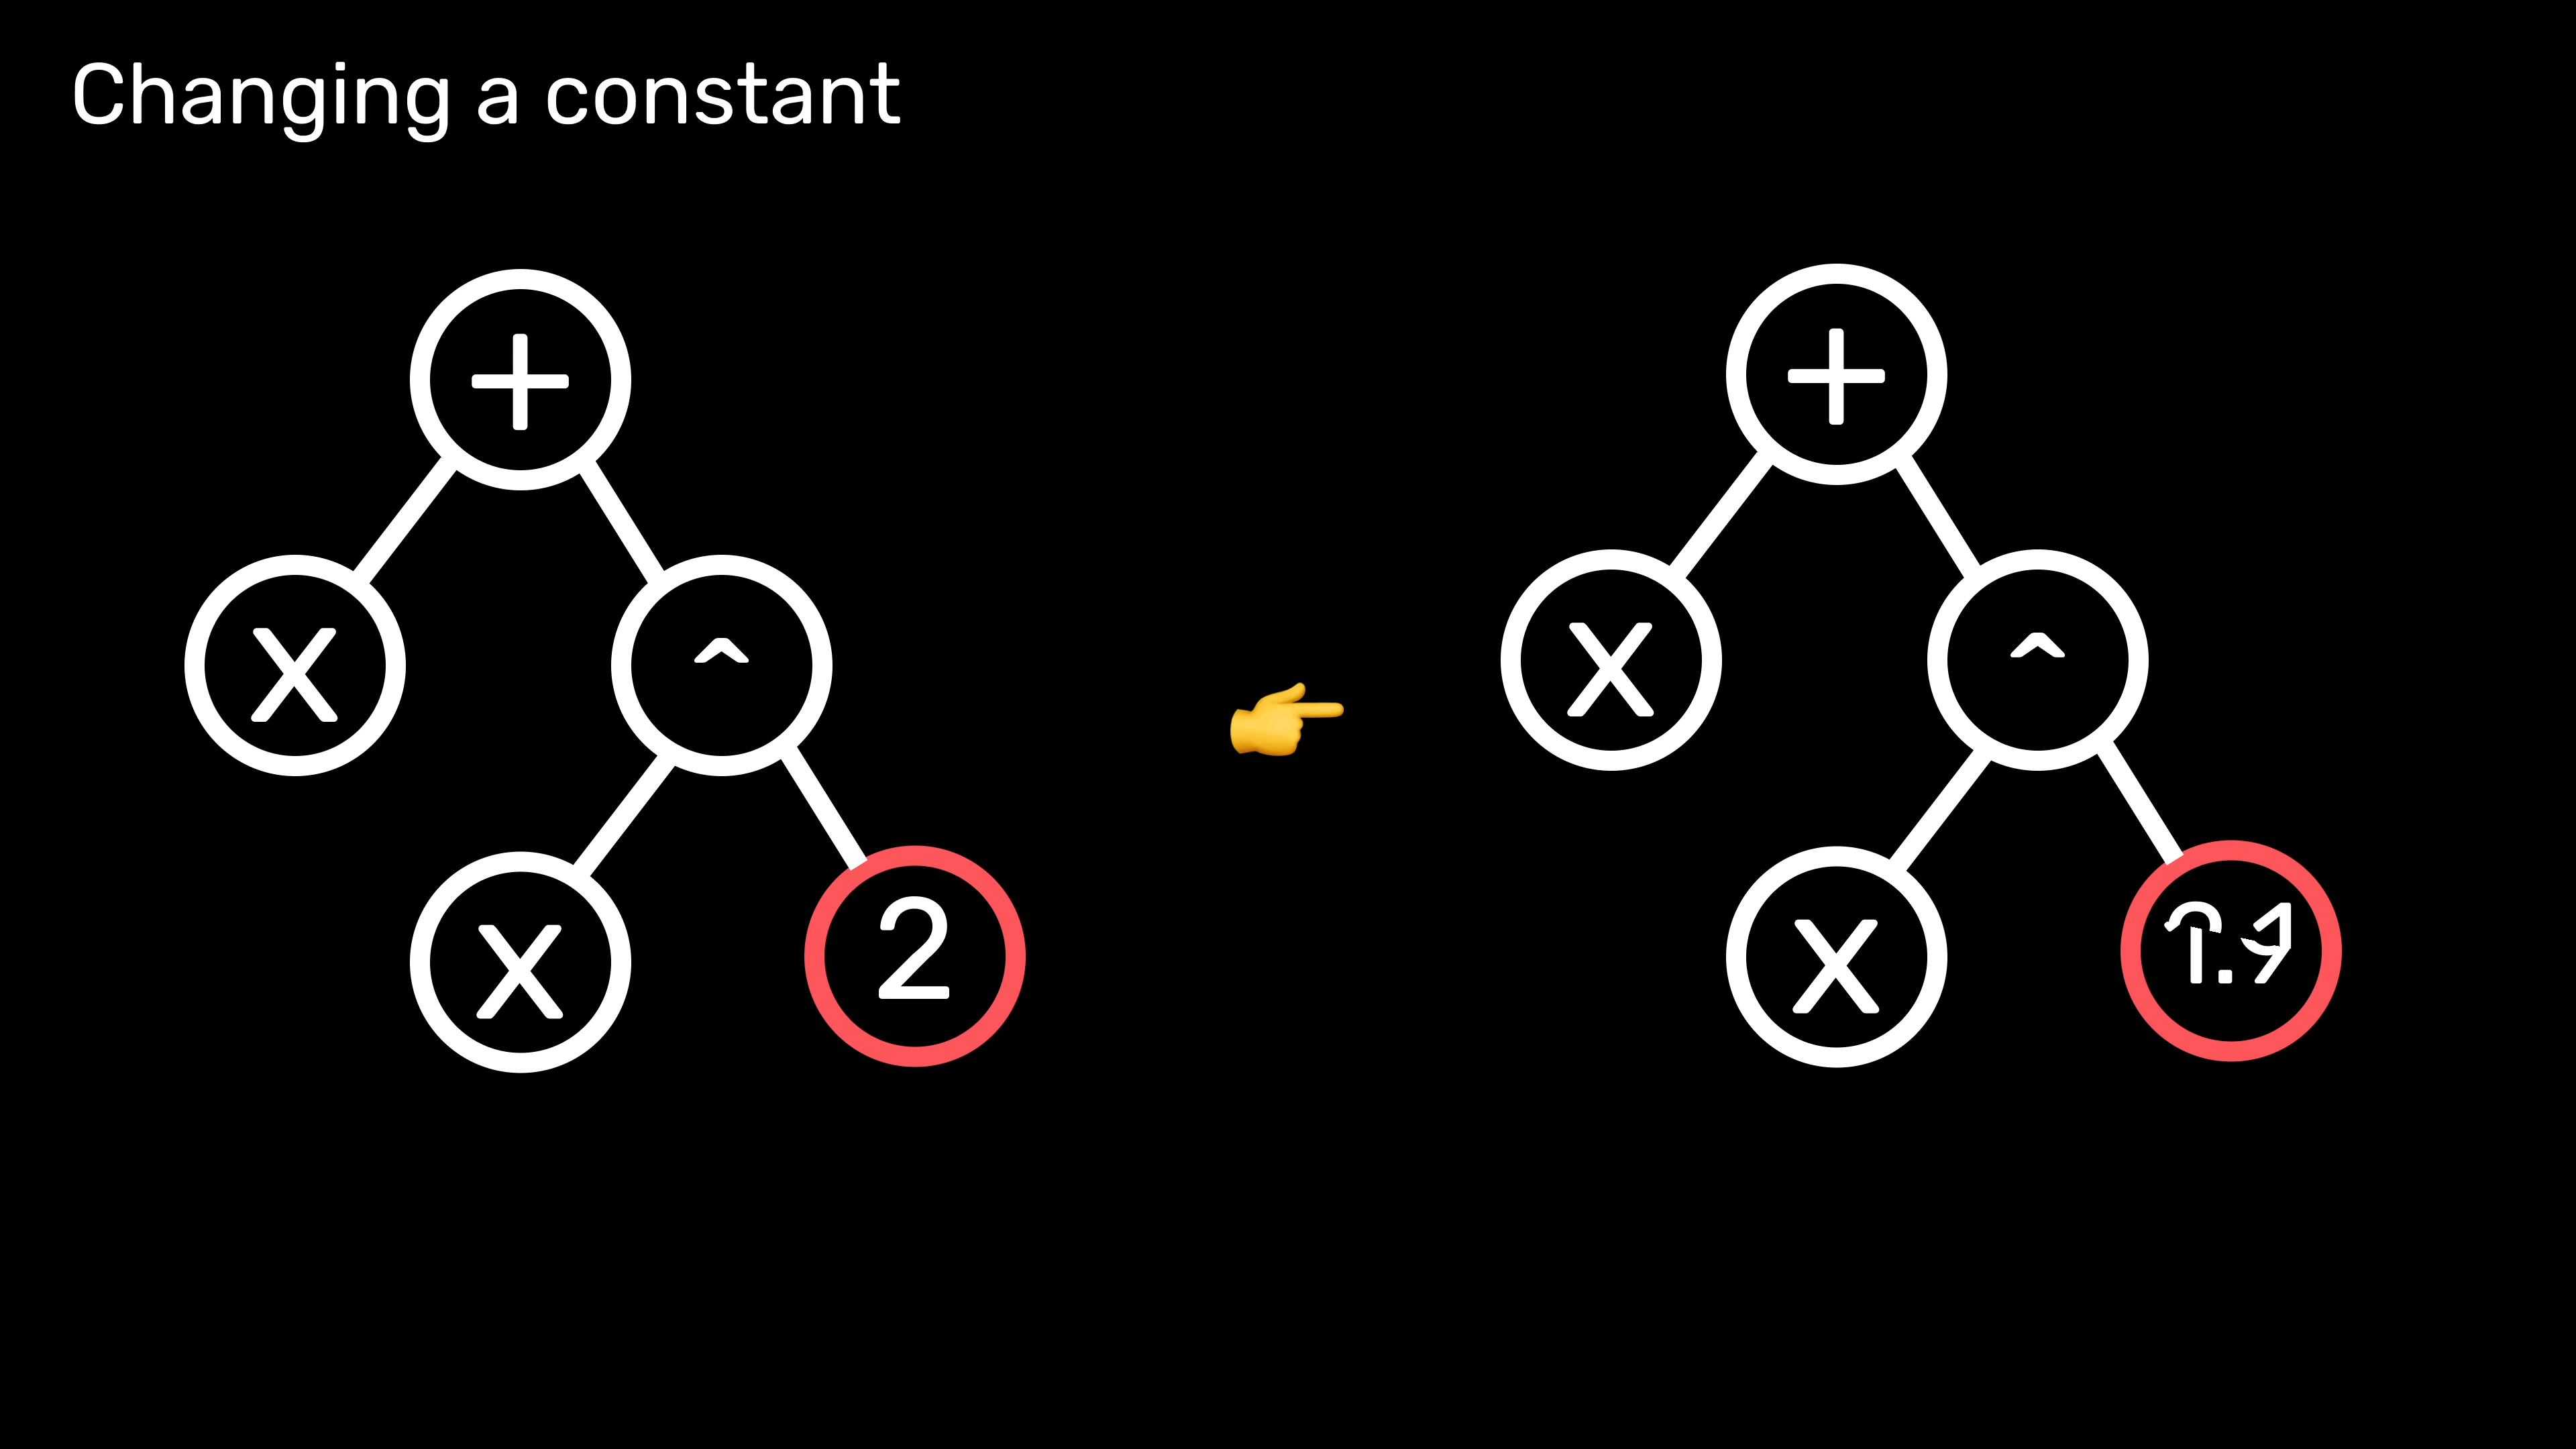 Changing a constant
+
x ^
x 2
+
x ^
x